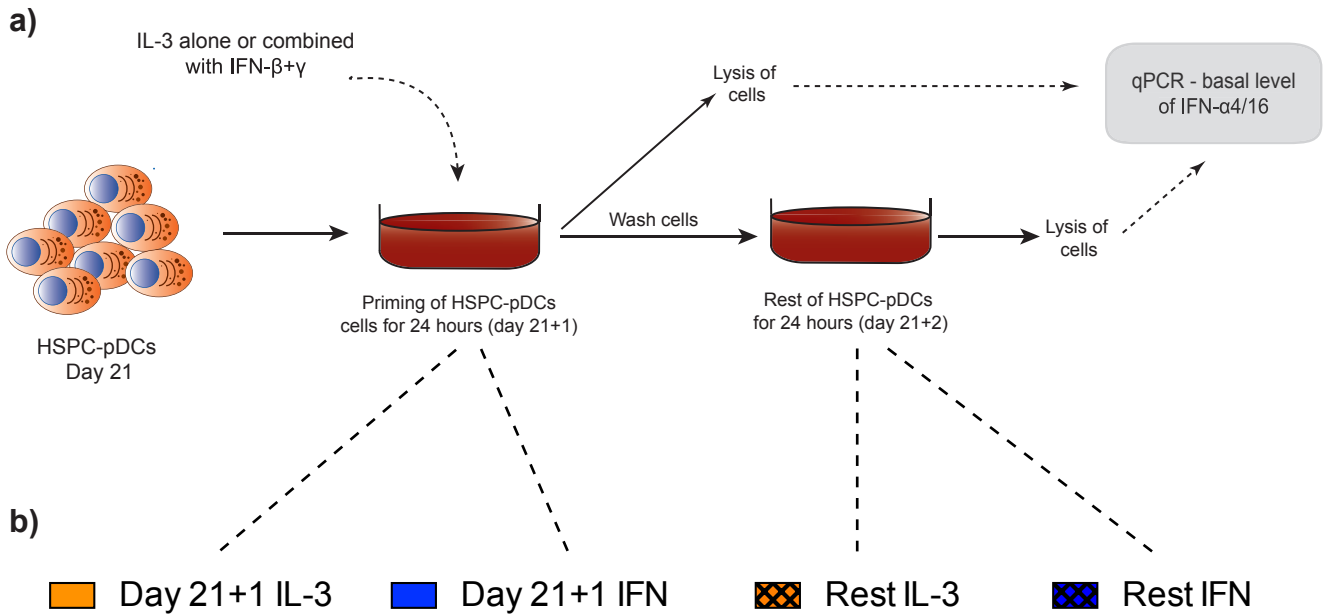 a)
IL-3 alone or combined
with IFN-β+γ
Lysis of
cells
qPCR - basal level
of IFN-α4/16
Wash cells
Lysis of
cells
Priming of HSPC-pDCs
cells for 24 hours (day 21+1)
Rest of HSPC-pDCs
for 24 hours (day 21+2)
HSPC-pDCs
Day 21
b)
Day 21+1 IL-3
Day 21+1 IFN
Rest IL-3
Rest IFN